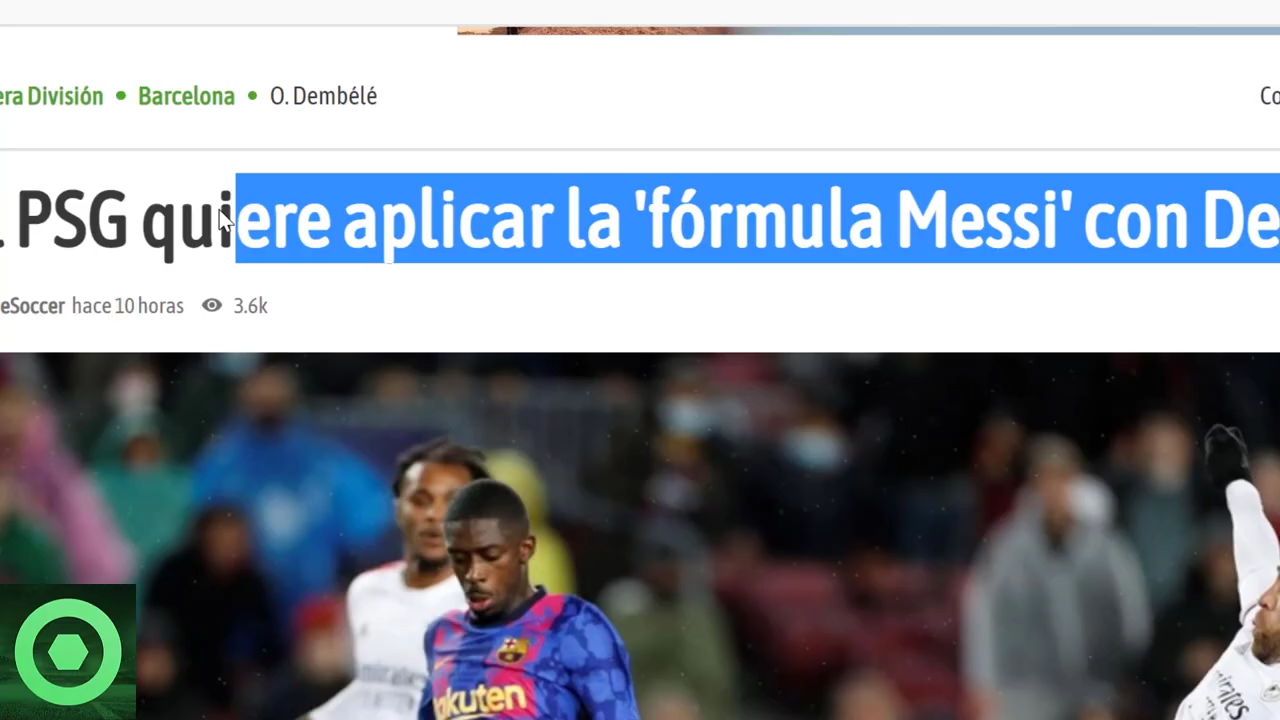 era División • Barcelona • O. Dembélé
Co
PSG quiere aplicar la 'fórmula Messi' con De
eSoccer hace 10 horas 3.6k
Rakuten